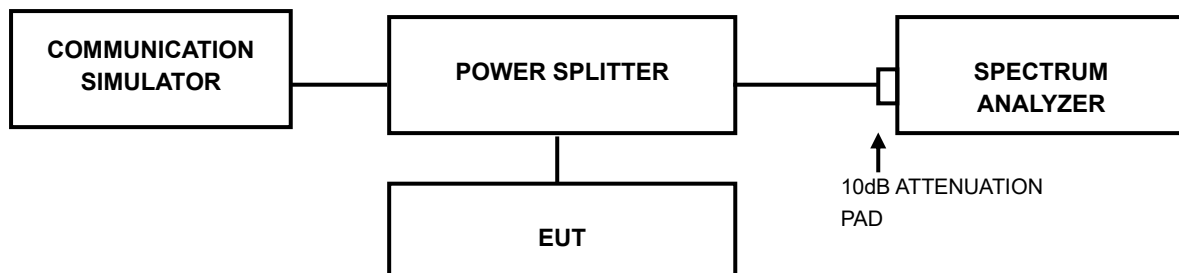 COMMUNICATION
SIMULATOR
POWER SPLITTER
SPECTRUM
ANALYZER
10dB ATTENUATION
PAD
EUT